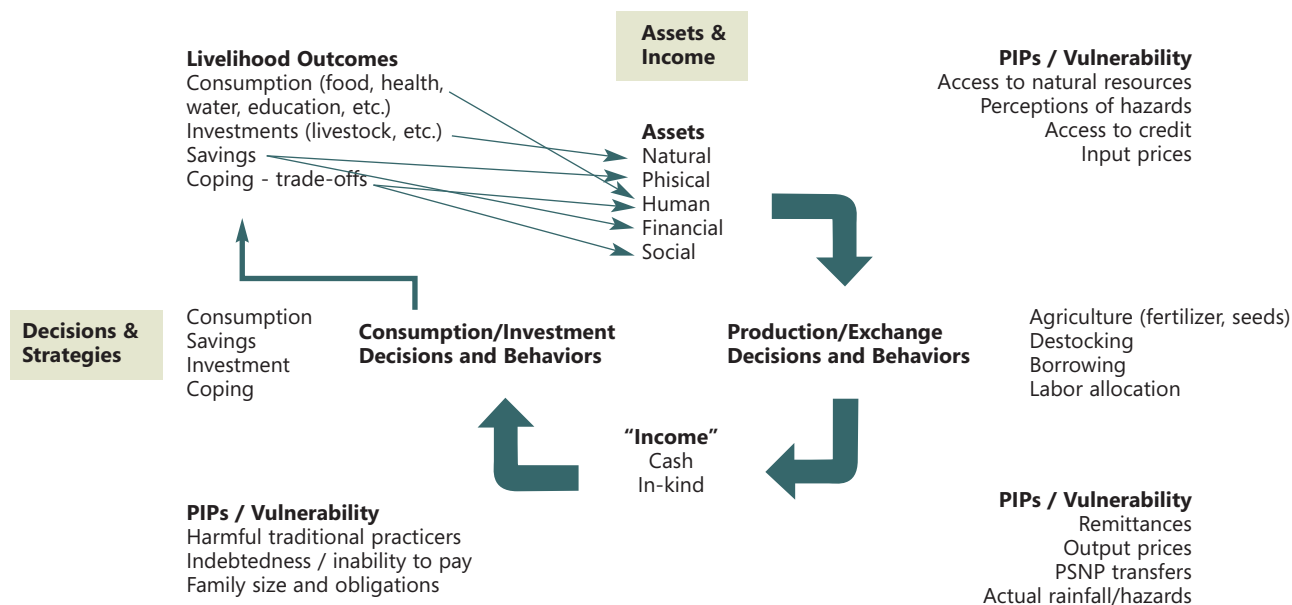 Assets &
Income
Livelihood Outcomes
Consumption (food, health,
water, education, etc.)
Investments (livestock, etc.)
Savings
Coping - trade-offs
Assets
Natural
Phisical
Human
Financial
Social
PIPs / Vulnerability
Access to natural resources
Perceptions of hazards
Access to credit
Input prices
Decisions &
Strategies
Consumption
Savings
Investment
Coping
Consumption/Investment
Decisions and Behaviors
Production/Exchange
Decisions and Behaviors
Agriculture (fertilizer, seeds)
Destocking
Borrowing
Labor allocation
“Income”
Cash
In-kind
PIPs / Vulnerability
Harmful traditional practicers
Indebtedness / inability to pay
Family size and obligations
PIPs / Vulnerability
Remittances
Output prices
PSNP transfers
Actual rainfall/hazards